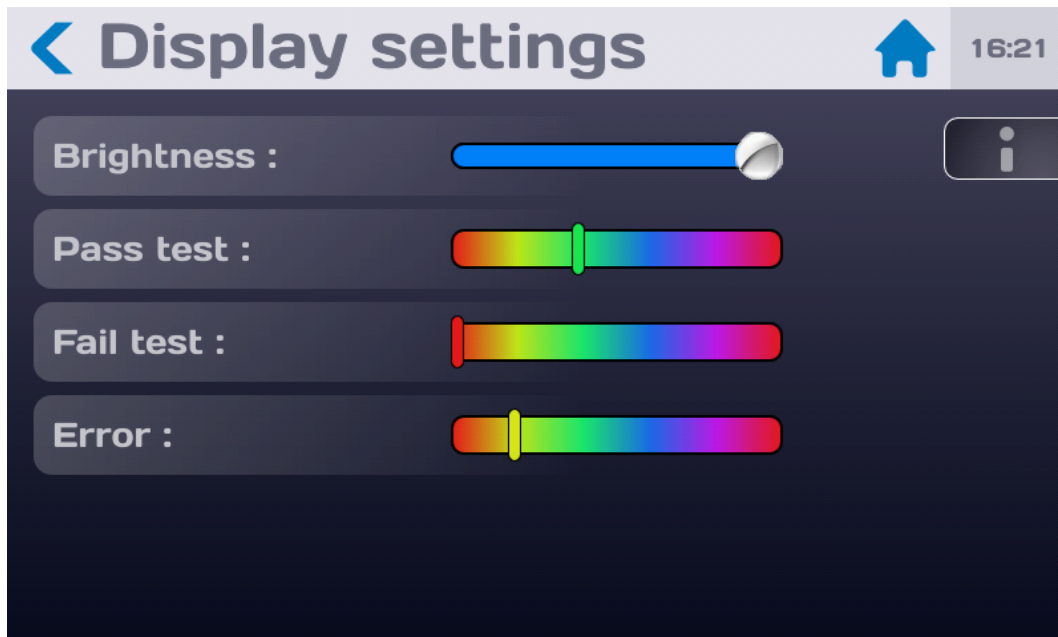 Display settings
16:21
Brightness :
Pass test :
Fail test :
Error :